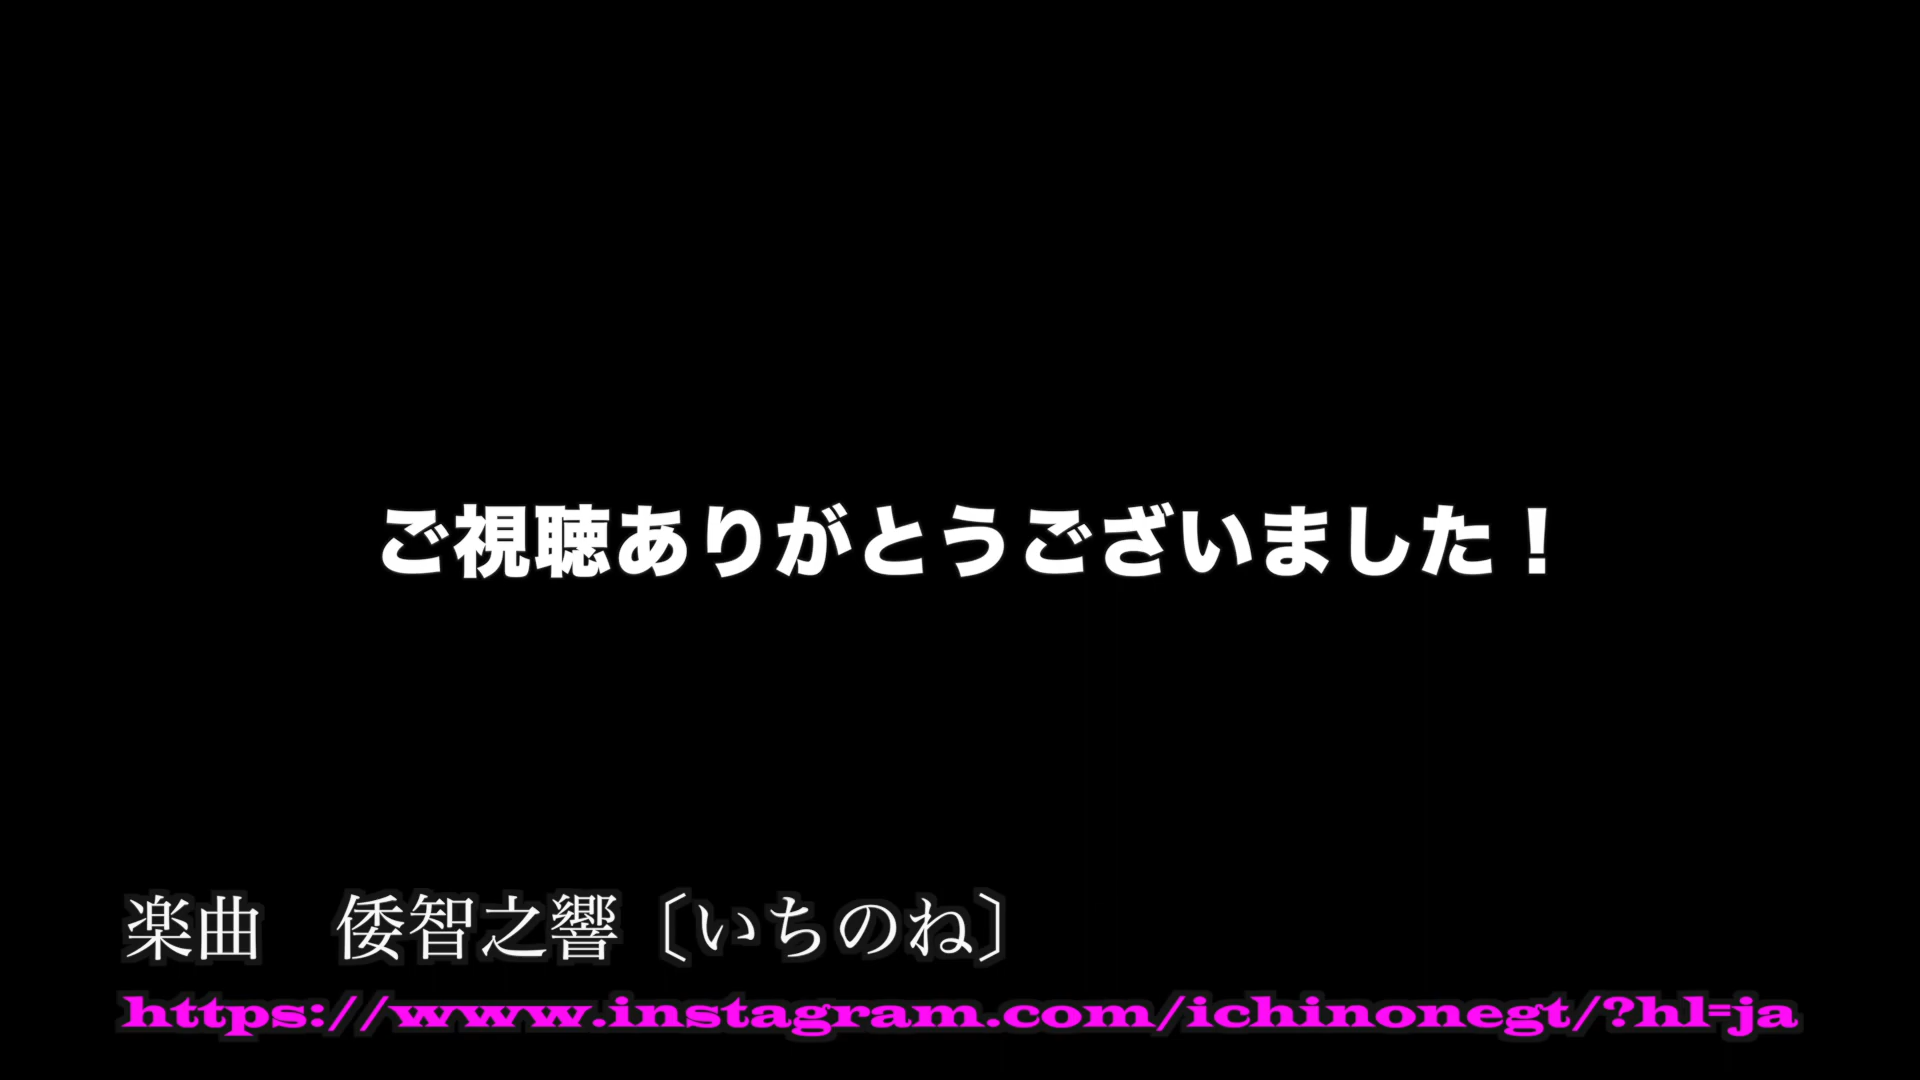 ご視聴ありがとうございました！
楽曲　倭智之響〔いちのね〕
https://www.instagram.com/ichinonegt/?hl=ja